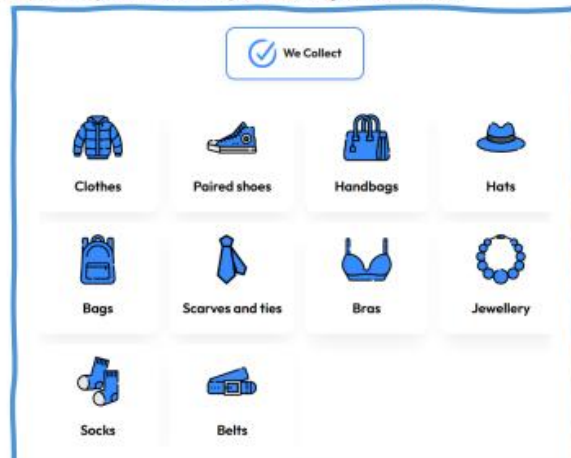 We Collect
Clothes
Paired shoes
Handbags
Hats
Bags
Scarves and ties
Bras
Jewellery
Socks
Belts